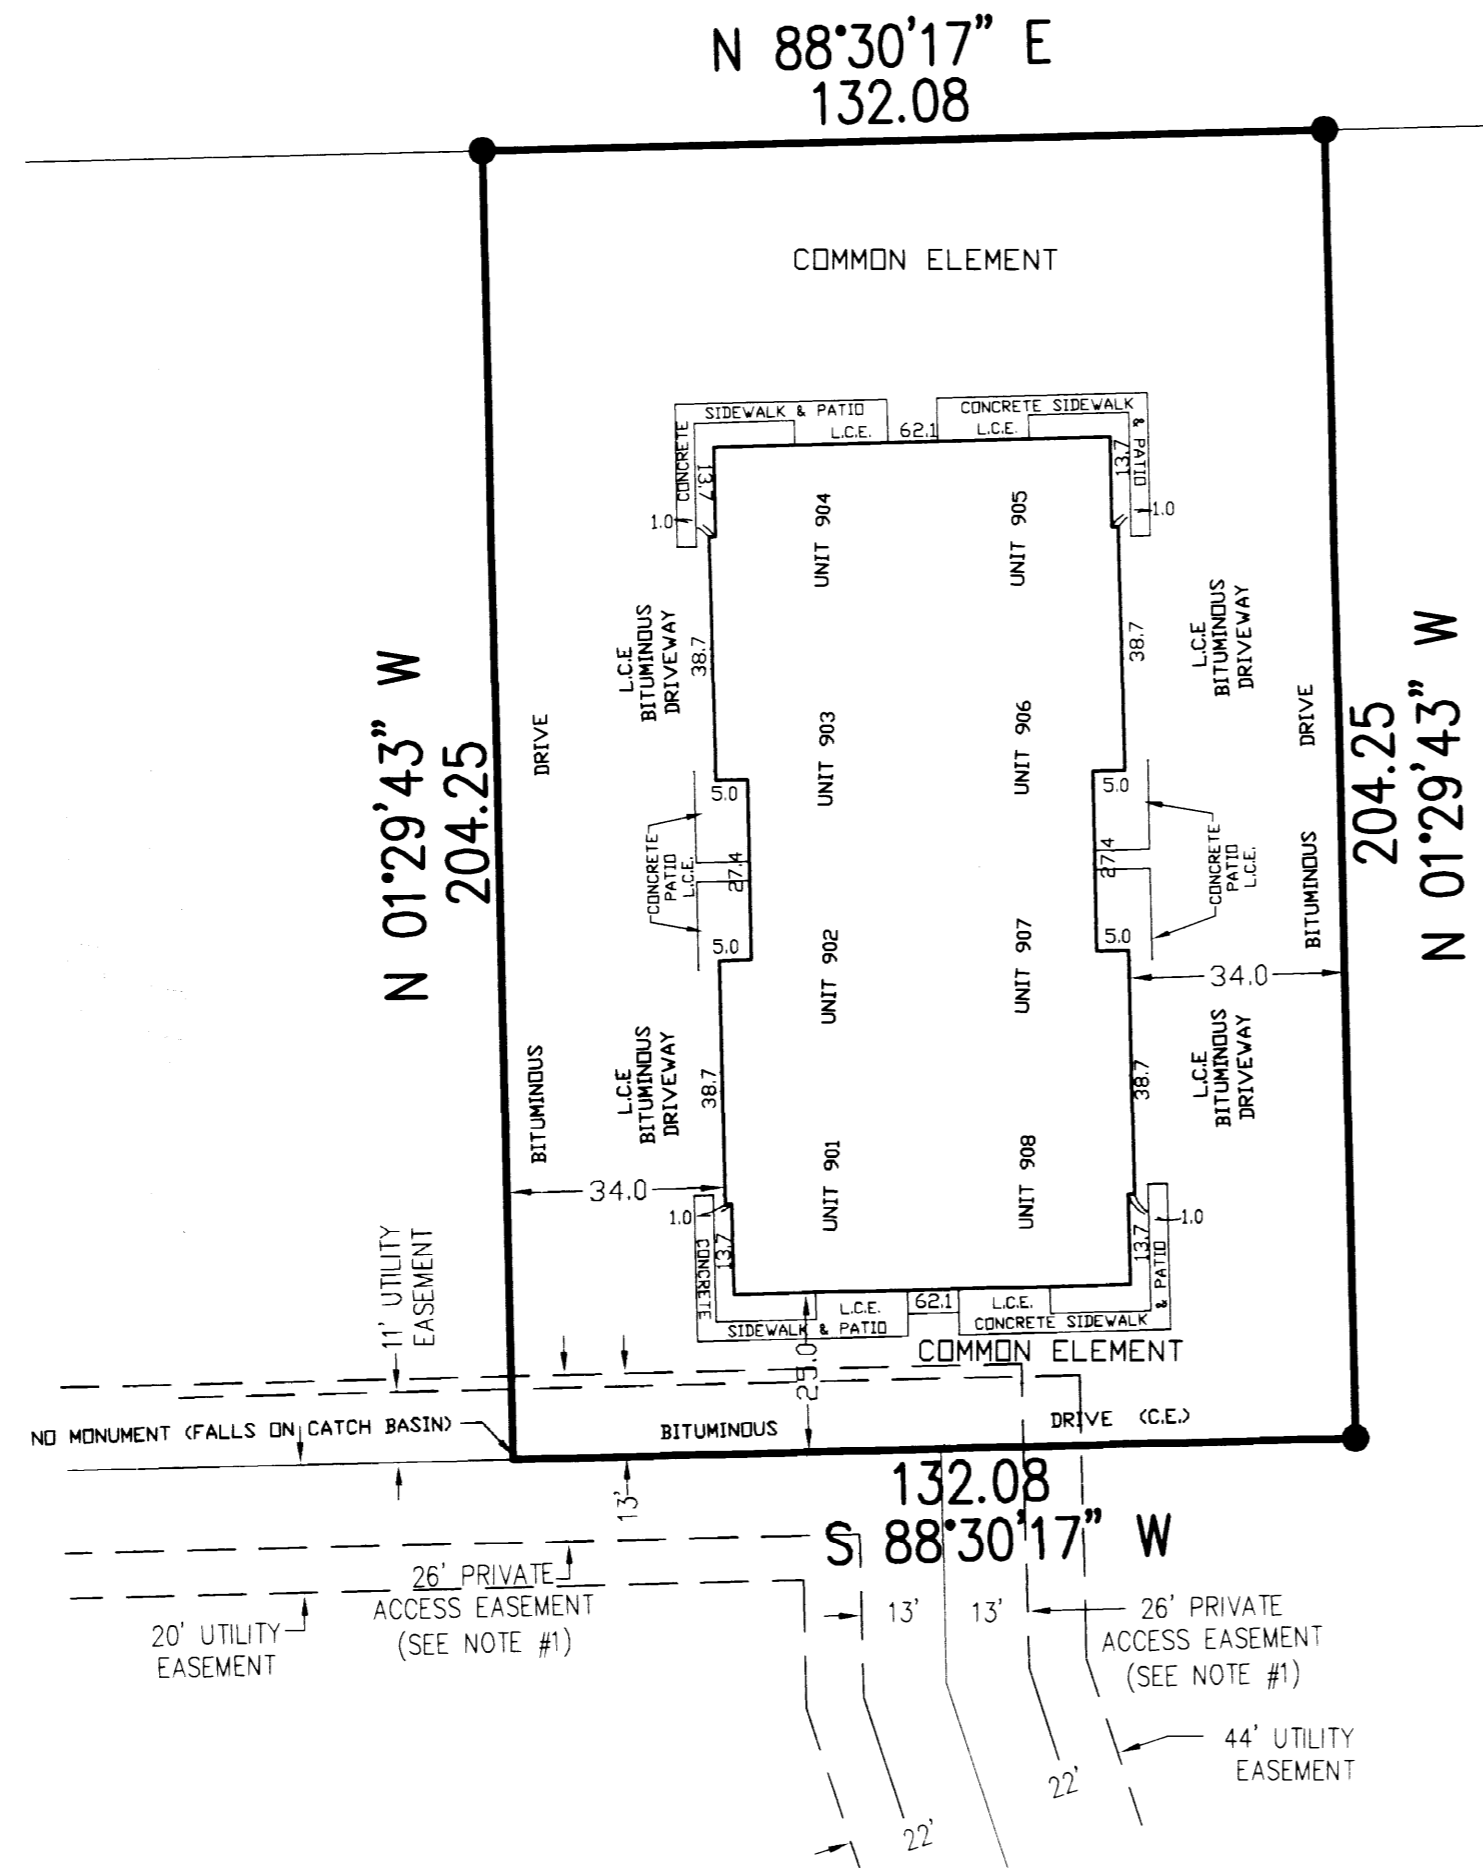 N 88°30'17" E
132.08
COMMON ELEMENT
SIDEWALK & PATIO
L.C.E.
CONCRETE
62.1
CONCRETE SIDEWALK
& PATIO
L.C.E.
13.7
13.7
1.0
1.0
UNIT 904
UNIT 905
L.C.E
BITUMINOUS
DRIVEWAY
38.7
38.7
L.C.E
BITUMINOUS
DRIVEWAY
N 01°29'43" W
204.25
DRIVE
UNIT 903
UNIT 906
DRIVE
204.25
N 01°29'43" W
5.0
5.0
CONCRETE
PATIO
L.C.E.
27.4
27.4
CONCRETE
PATIO
L.C.E.
BITUMINOUS
5.0
5.0
UNIT 902
UNIT 907
34.0
BITUMINOUS
L.C.E
BITUMINOUS
DRIVEWAY
38.7
38.7
L.C.E
BITUMINOUS
DRIVEWAY
UNIT 901
UNIT 908
34.0
1.0
1.0
13.7
13.7
CONCRETE
SIDEWALK & PATIO
L.C.E.
62.1
L.C.E.
CONCRETE SIDEWALK
& PATIO
11' UTILITY
EASEMENT
25.0
COMMON ELEMENT
NO MONUMENT (FALLS ON CATCH BASIN)
BITUMINOUS
DRIVE (C.E.)
132.08
S 88°30'17" W
13'
26' PRIVATE
ACCESS EASEMENT
(SEE NOTE #1)
20' UTILITY
EASEMENT
13'
13'
26' PRIVATE
ACCESS EASEMENT
(SEE NOTE #1)
44' UTILITY
EASEMENT
22'
22'